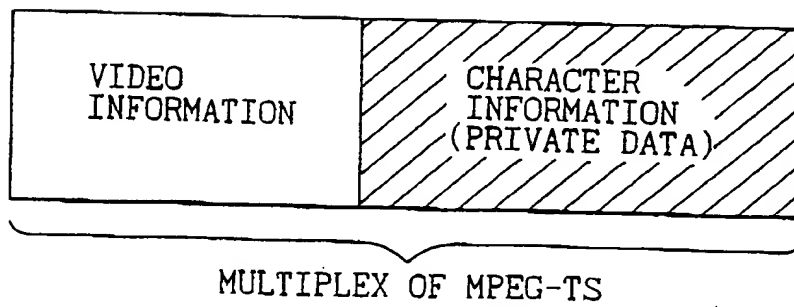 VIDEO
INFORMATION
CHARACTER
INFORMATION
(PRIVATE DATA)
MULTIPLEX OF MPEG-TS